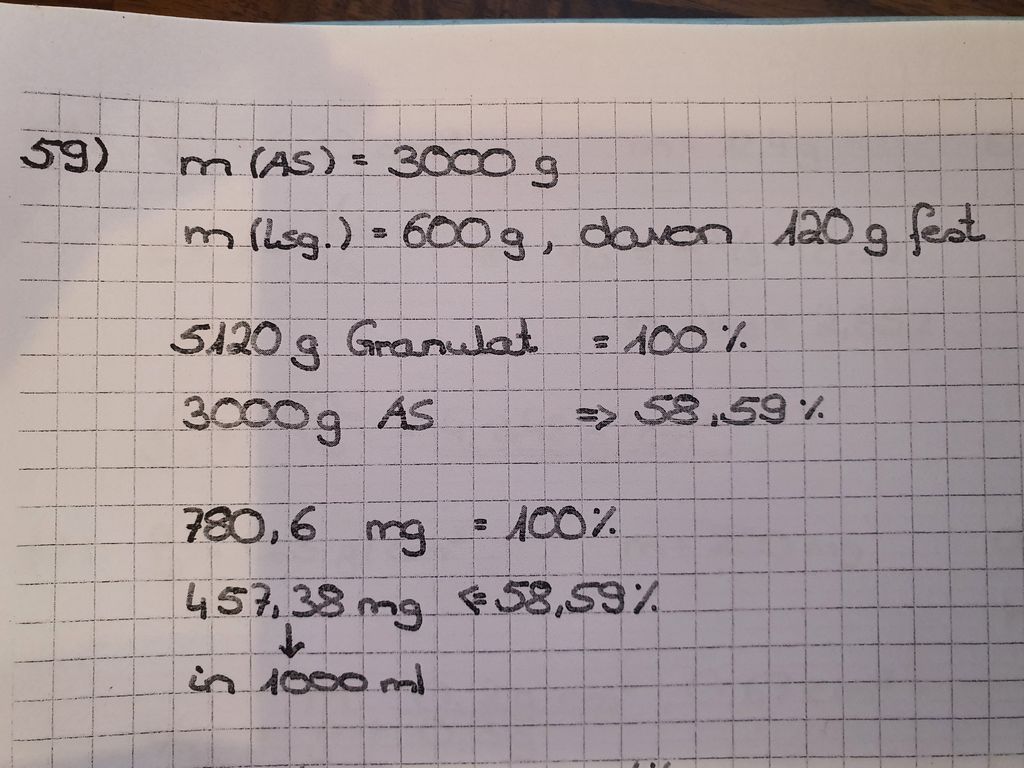 59) m (AS) = 3000 g
m (Lsg.) = 600 g, davon 120 g fest
5120 g Granulat = 100 %
3000 g AS => 58,59 %
780,6 mg = 100 %
457,38 mg <= 58,59 %
↓
in 1000 ml